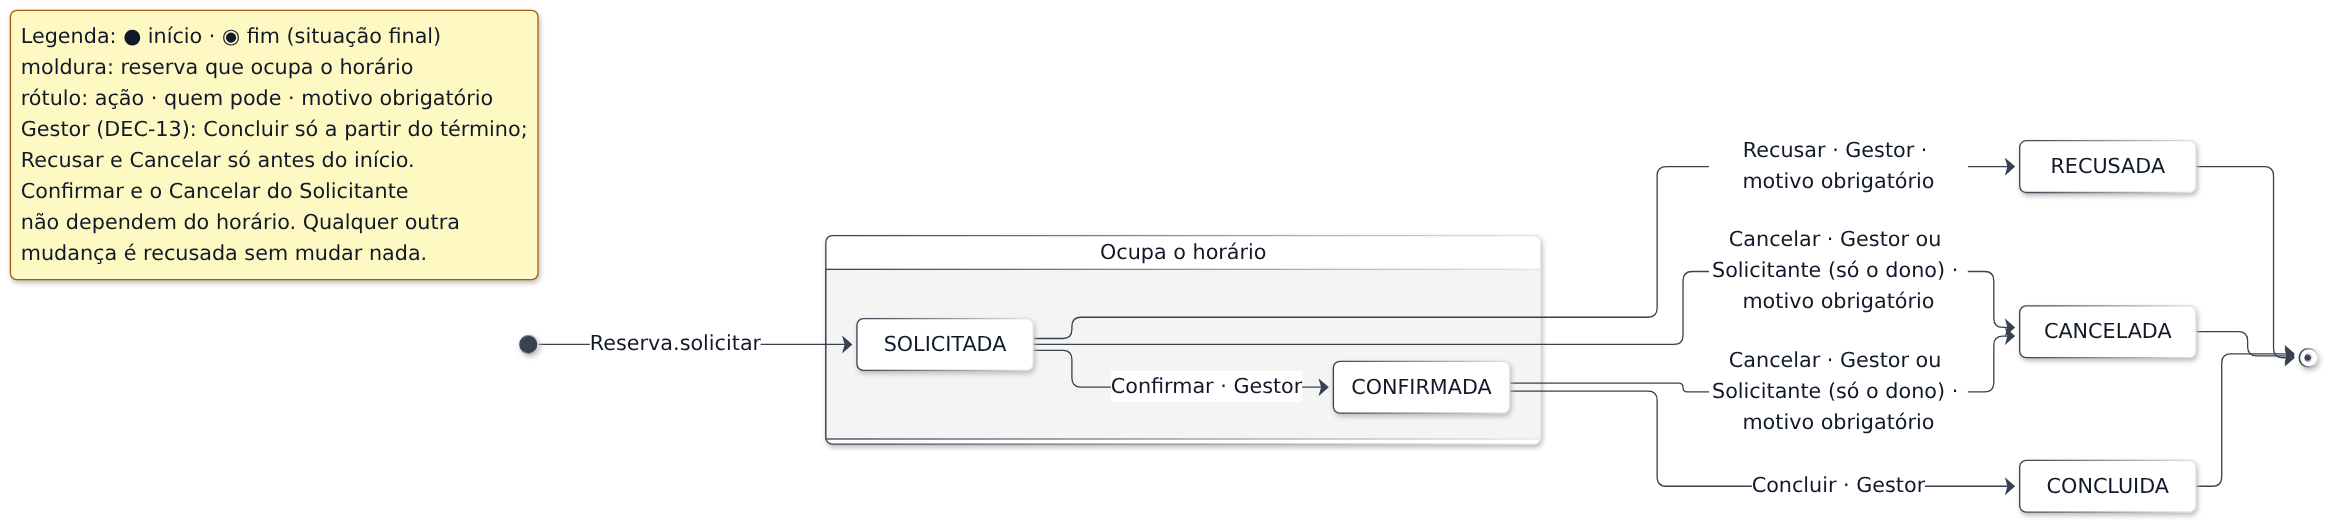 Legenda: ● início · ◉ fim (situação final)
moldura: reserva que ocupa o horário
rótulo: ação · quem pode · motivo obrigatório
Gestor (DEC-13): Concluir só a partir do término;
Recusar e Cancelar só antes do início.
Confirmar e o Cancelar do Solicitante
não dependem do horário. Qualquer outra
mudança é recusada sem mudar nada.
Ocupa o horário
Reserva.solicitar
SOLICITADA
Confirmar · Gestor
CONFIRMADA
Recusar · Gestor ·
motivo obrigatório
RECUSADA
Cancelar · Gestor ou
Solicitante (só o dono) ·
motivo obrigatório
CANCELADA
Cancelar · Gestor ou
Solicitante (só o dono) ·
motivo obrigatório
Concluir · Gestor
CONCLUIDA